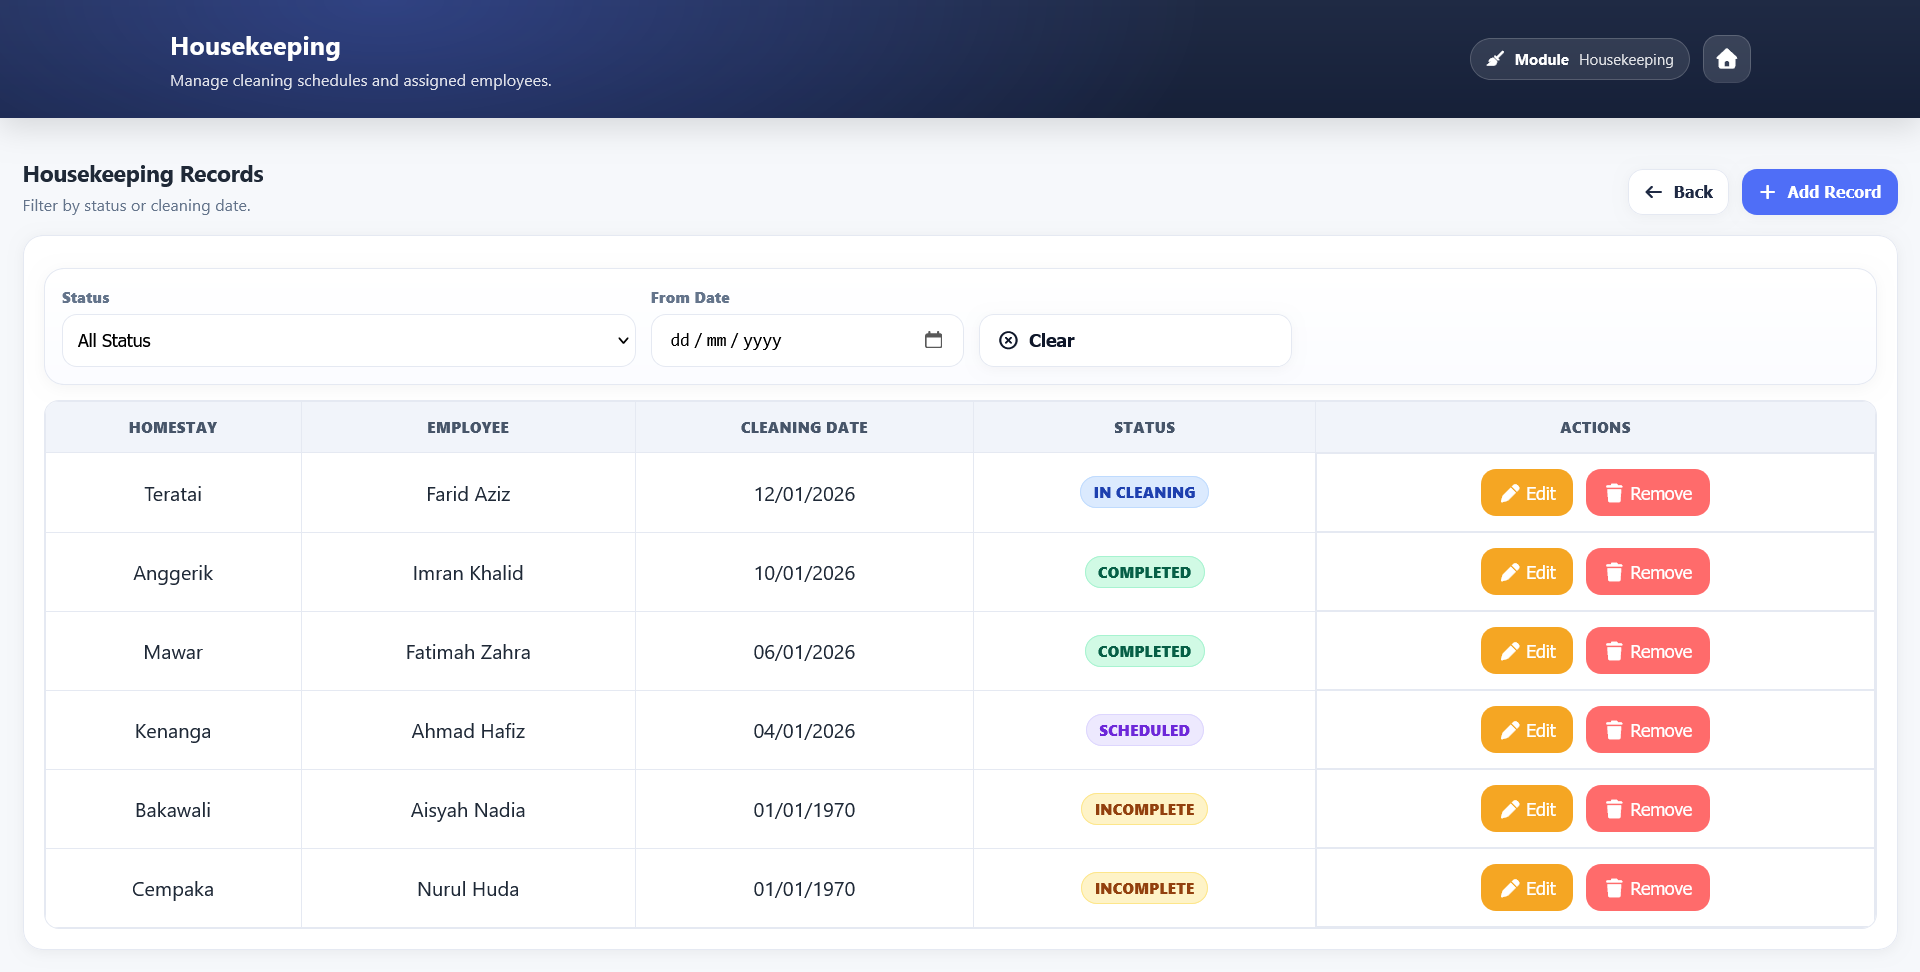 Housekeeping
Manage cleaning schedules and assigned employees.
Module Housekeeping
Housekeeping Records
Filter by status or cleaning date.
Back
Add Record
Status
From Date
All Status
dd / mm / yyyy
Clear
HOMESTAY EMPLOYEE CLEANING DATE STATUS ACTIONS
Teratai Farid Aziz 12/01/2026 IN CLEANING Edit Remove
Anggerik Imran Khalid 10/01/2026 COMPLETED Edit Remove
Mawar Fatimah Zahra 06/01/2026 COMPLETED Edit Remove
Kenanga Ahmad Hafiz 04/01/2026 SCHEDULED Edit Remove
Bakawali Aisyah Nadia 01/01/1970 INCOMPLETE Edit Remove
Cempaka Nurul Huda 01/01/1970 INCOMPLETE Edit Remove